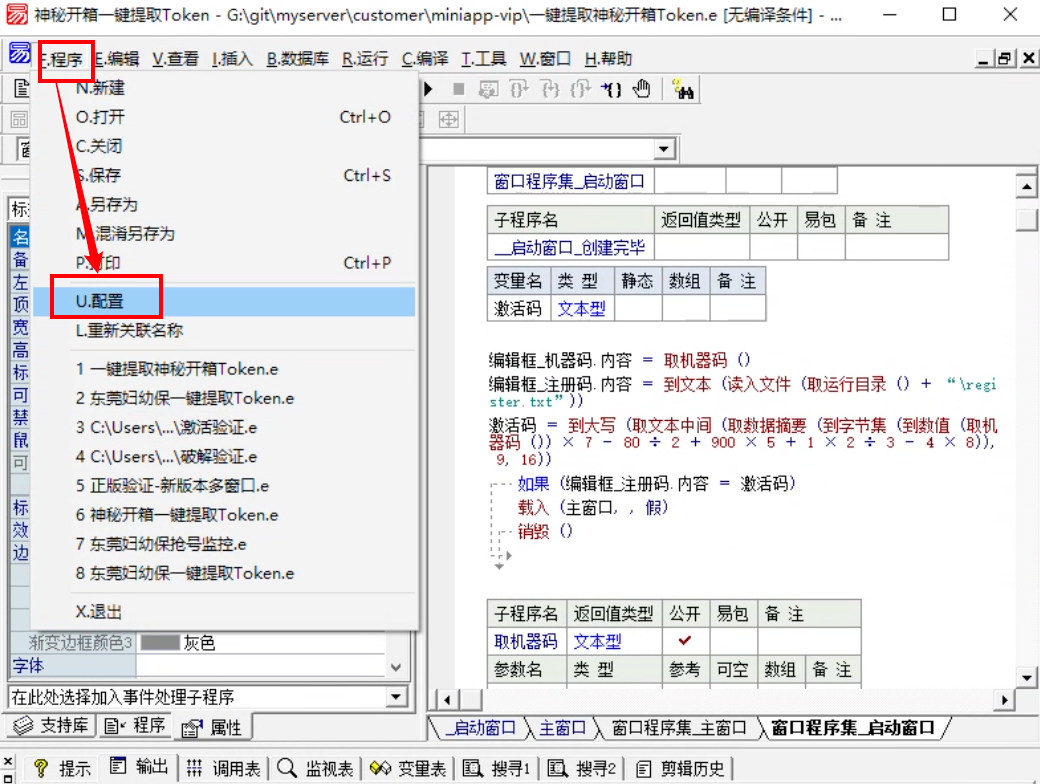 神秘开箱一键提取Token - G:\git\myserver\customer\miniapp-vip\一键提取神秘开箱Token.e [无编译条件] - ...
F.程序 E.编辑 V.查看 I.插入 B.数据库 R.运行 C.编译 T.工具 W.窗口 H.帮助
N.新建
O.打开 Ctrl+O
C.关闭
S.保存 Ctrl+S
A.另存为
M.混淆另存为
P.打印 Ctrl+P
U.配置
L.重新关联名称
1 一键提取神秘开箱Token.e
2 东莞妇幼保一键提取Token.e
3 C:\Users\...\激活验证.e
4 C:\Users\...\破解验证.e
5 正版验证-新版本多窗口.e
6 神秘开箱一键提取Token.e
7 东莞妇幼保抢号监控.e
8 东莞妇幼保一键提取Token.e
X.退出
名
备
左
顶
宽
高
标
可
禁
鼠
可
标
效
边
渐变边框颜色3 灰色
字体
在此处选择加入事件处理子程序
支持库 程序 属性
窗口程序集_启动窗口
子程序名 返回值类型 公开 易包 备 注
__启动窗口_创建完毕
变量名 类 型 静态 数组 备 注
激活码 文本型
编辑框_机器码.内容 = 取机器码 ()
编辑框_注册码.内容 = 到文本 (读入文件 (取运行目录 () + “\regi
ster.txt”))
激活码 = 到大写 (取文本中间 (取数据摘要 (到字节集 (到数值 (取机
器码 ()) × 7 - 80 ÷ 2 + 900 × 5 + 1 × 2 ÷ 3 - 4 × 8)),
9, 16))
如果 (编辑框_注册码.内容 = 激活码)
载入 (主窗口, , 假)
销毁 ()
子程序名 返回值类型 公开 易包 备 注
取机器码 文本型 ✓
参数名 类 型 参考 可空 数组 备 注
_启动窗口 主窗口 窗口程序集_主窗口 窗口程序集_启动窗口
提示 输出 调用表 监视表 变量表 搜寻1 搜寻2 剪辑历史